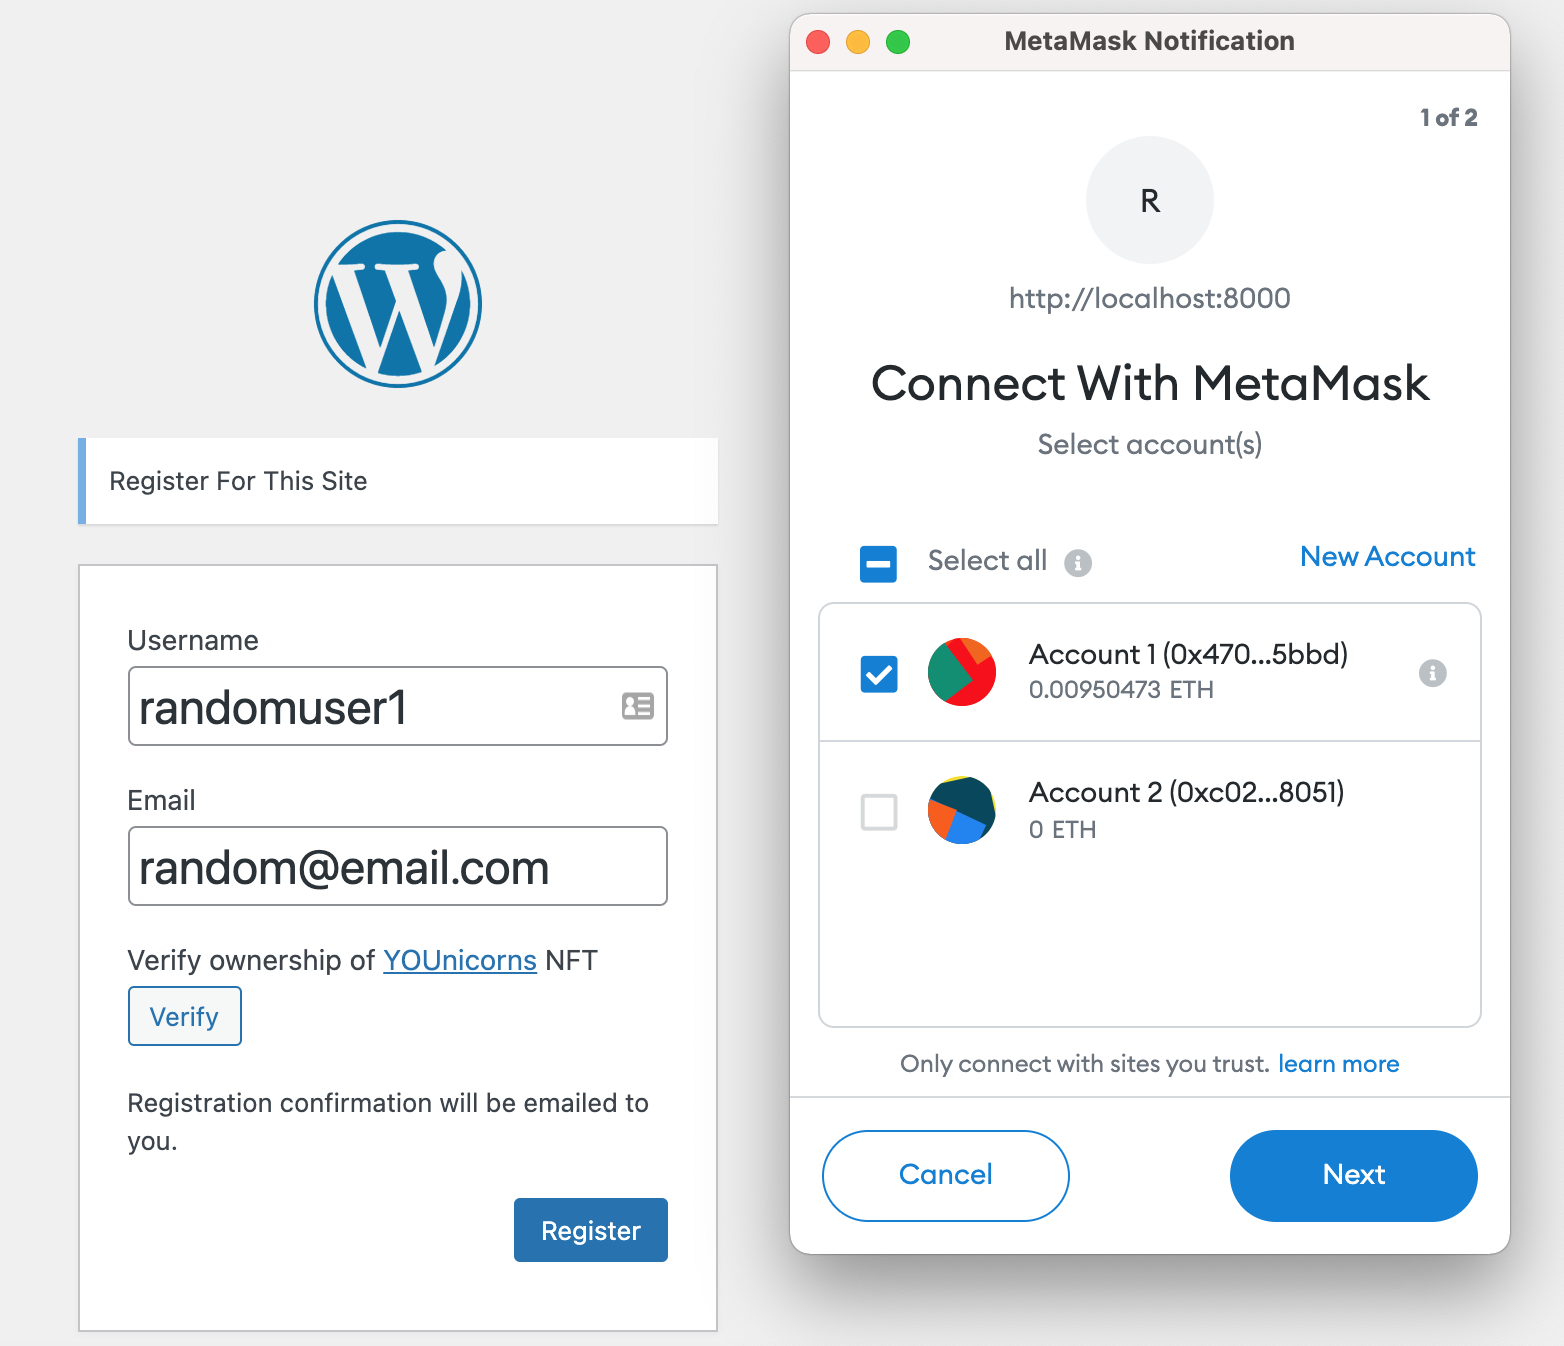 Register For This Site
Username
randomuser1
Email
random@email.com
Verify ownership of YOUnicorns NFT
Verify
Registration confirmation will be emailed to
you.
Register
MetaMask Notification
1 of 2
R
http://localhost:8000
Connect With MetaMask
Select account(s)
Select all
New Account
Account 1 (0x470...5bbd)
0.00950473 ETH
Account 2 (0xc02...8051)
0 ETH
Only connect with sites you trust. learn more
Cancel
Next